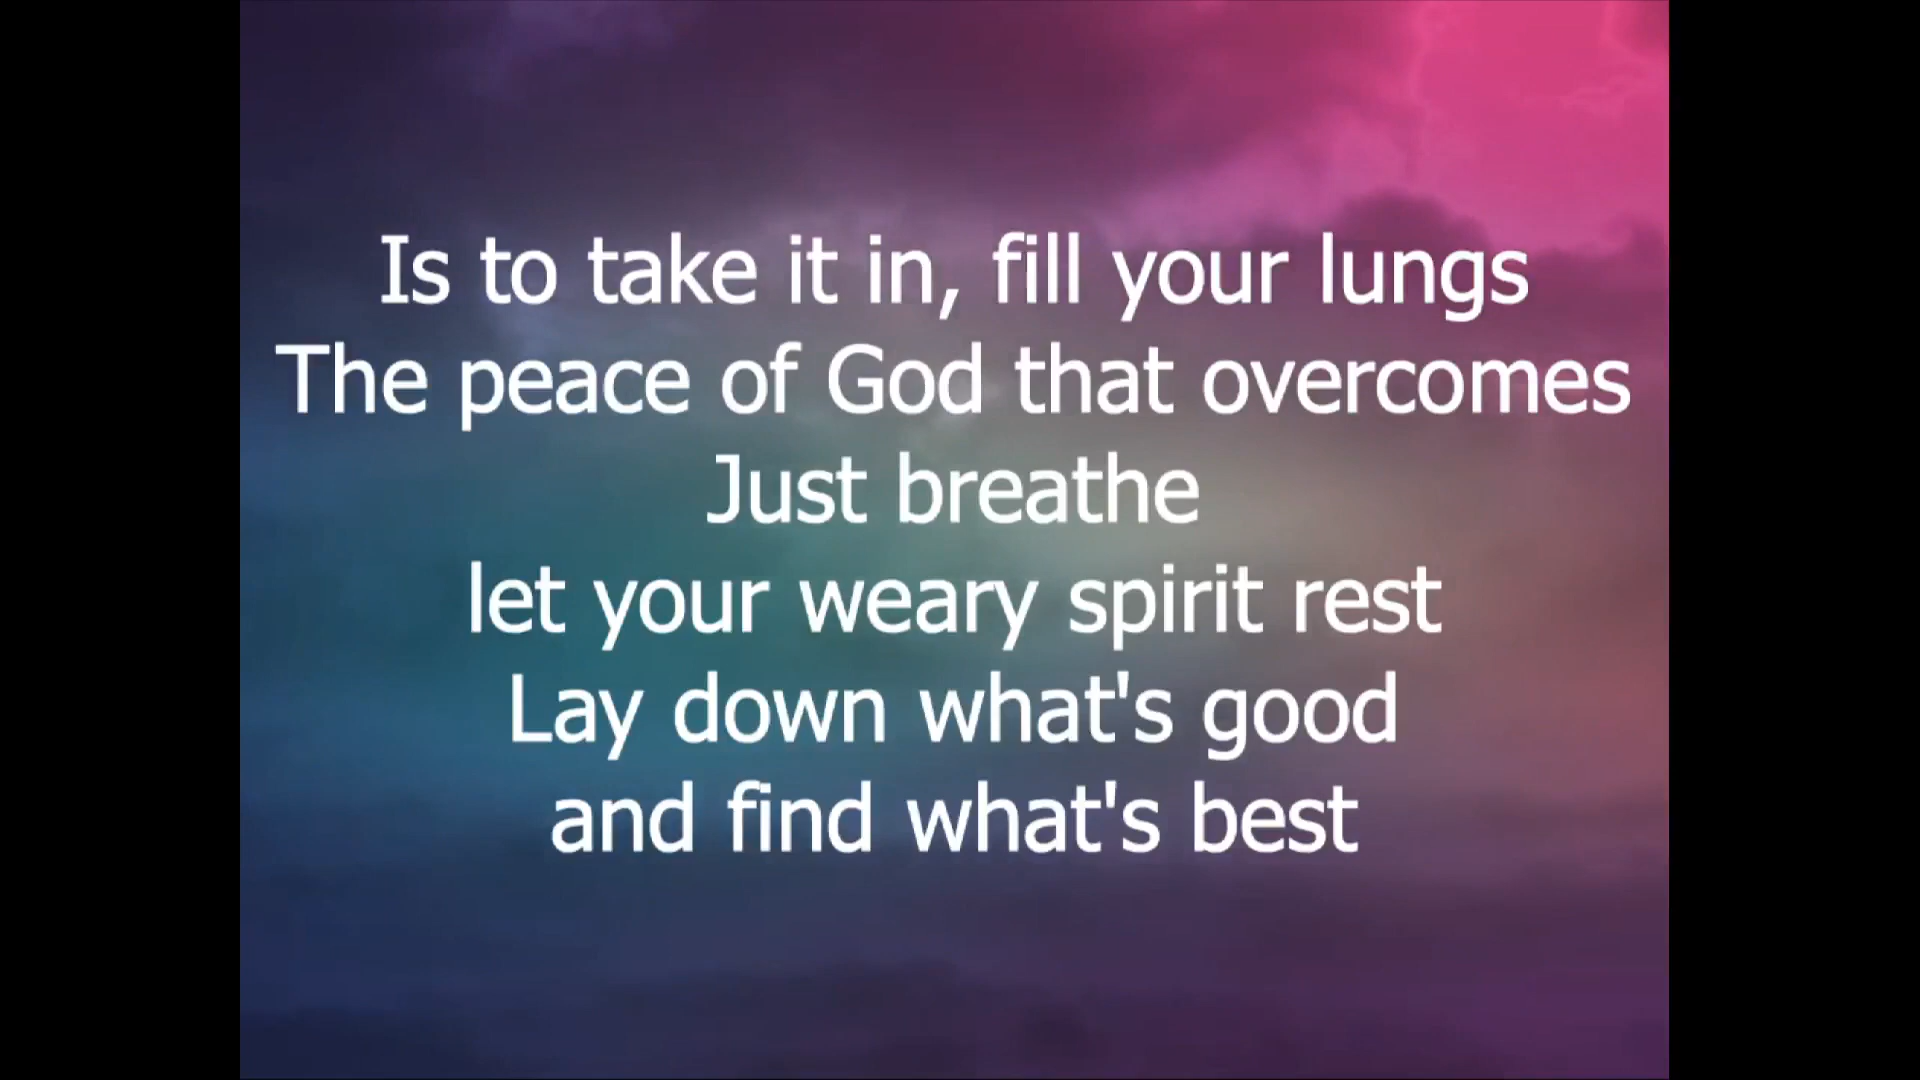 Is to take it in, fill your lungs
The peace of God that overcomes
Just breathe
let your weary spirit rest
Lay down what's good
and find what's best